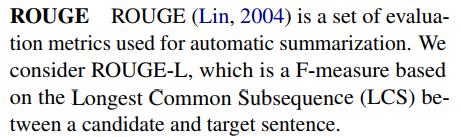 ROUGE ROUGE (Lin, 2004) is a set of evalua-
tion metrics used for automatic summarization. We
consider ROUGE-L, which is a F-measure based
on the Longest Common Subsequence (LCS) be-
tween a candidate and target sentence.